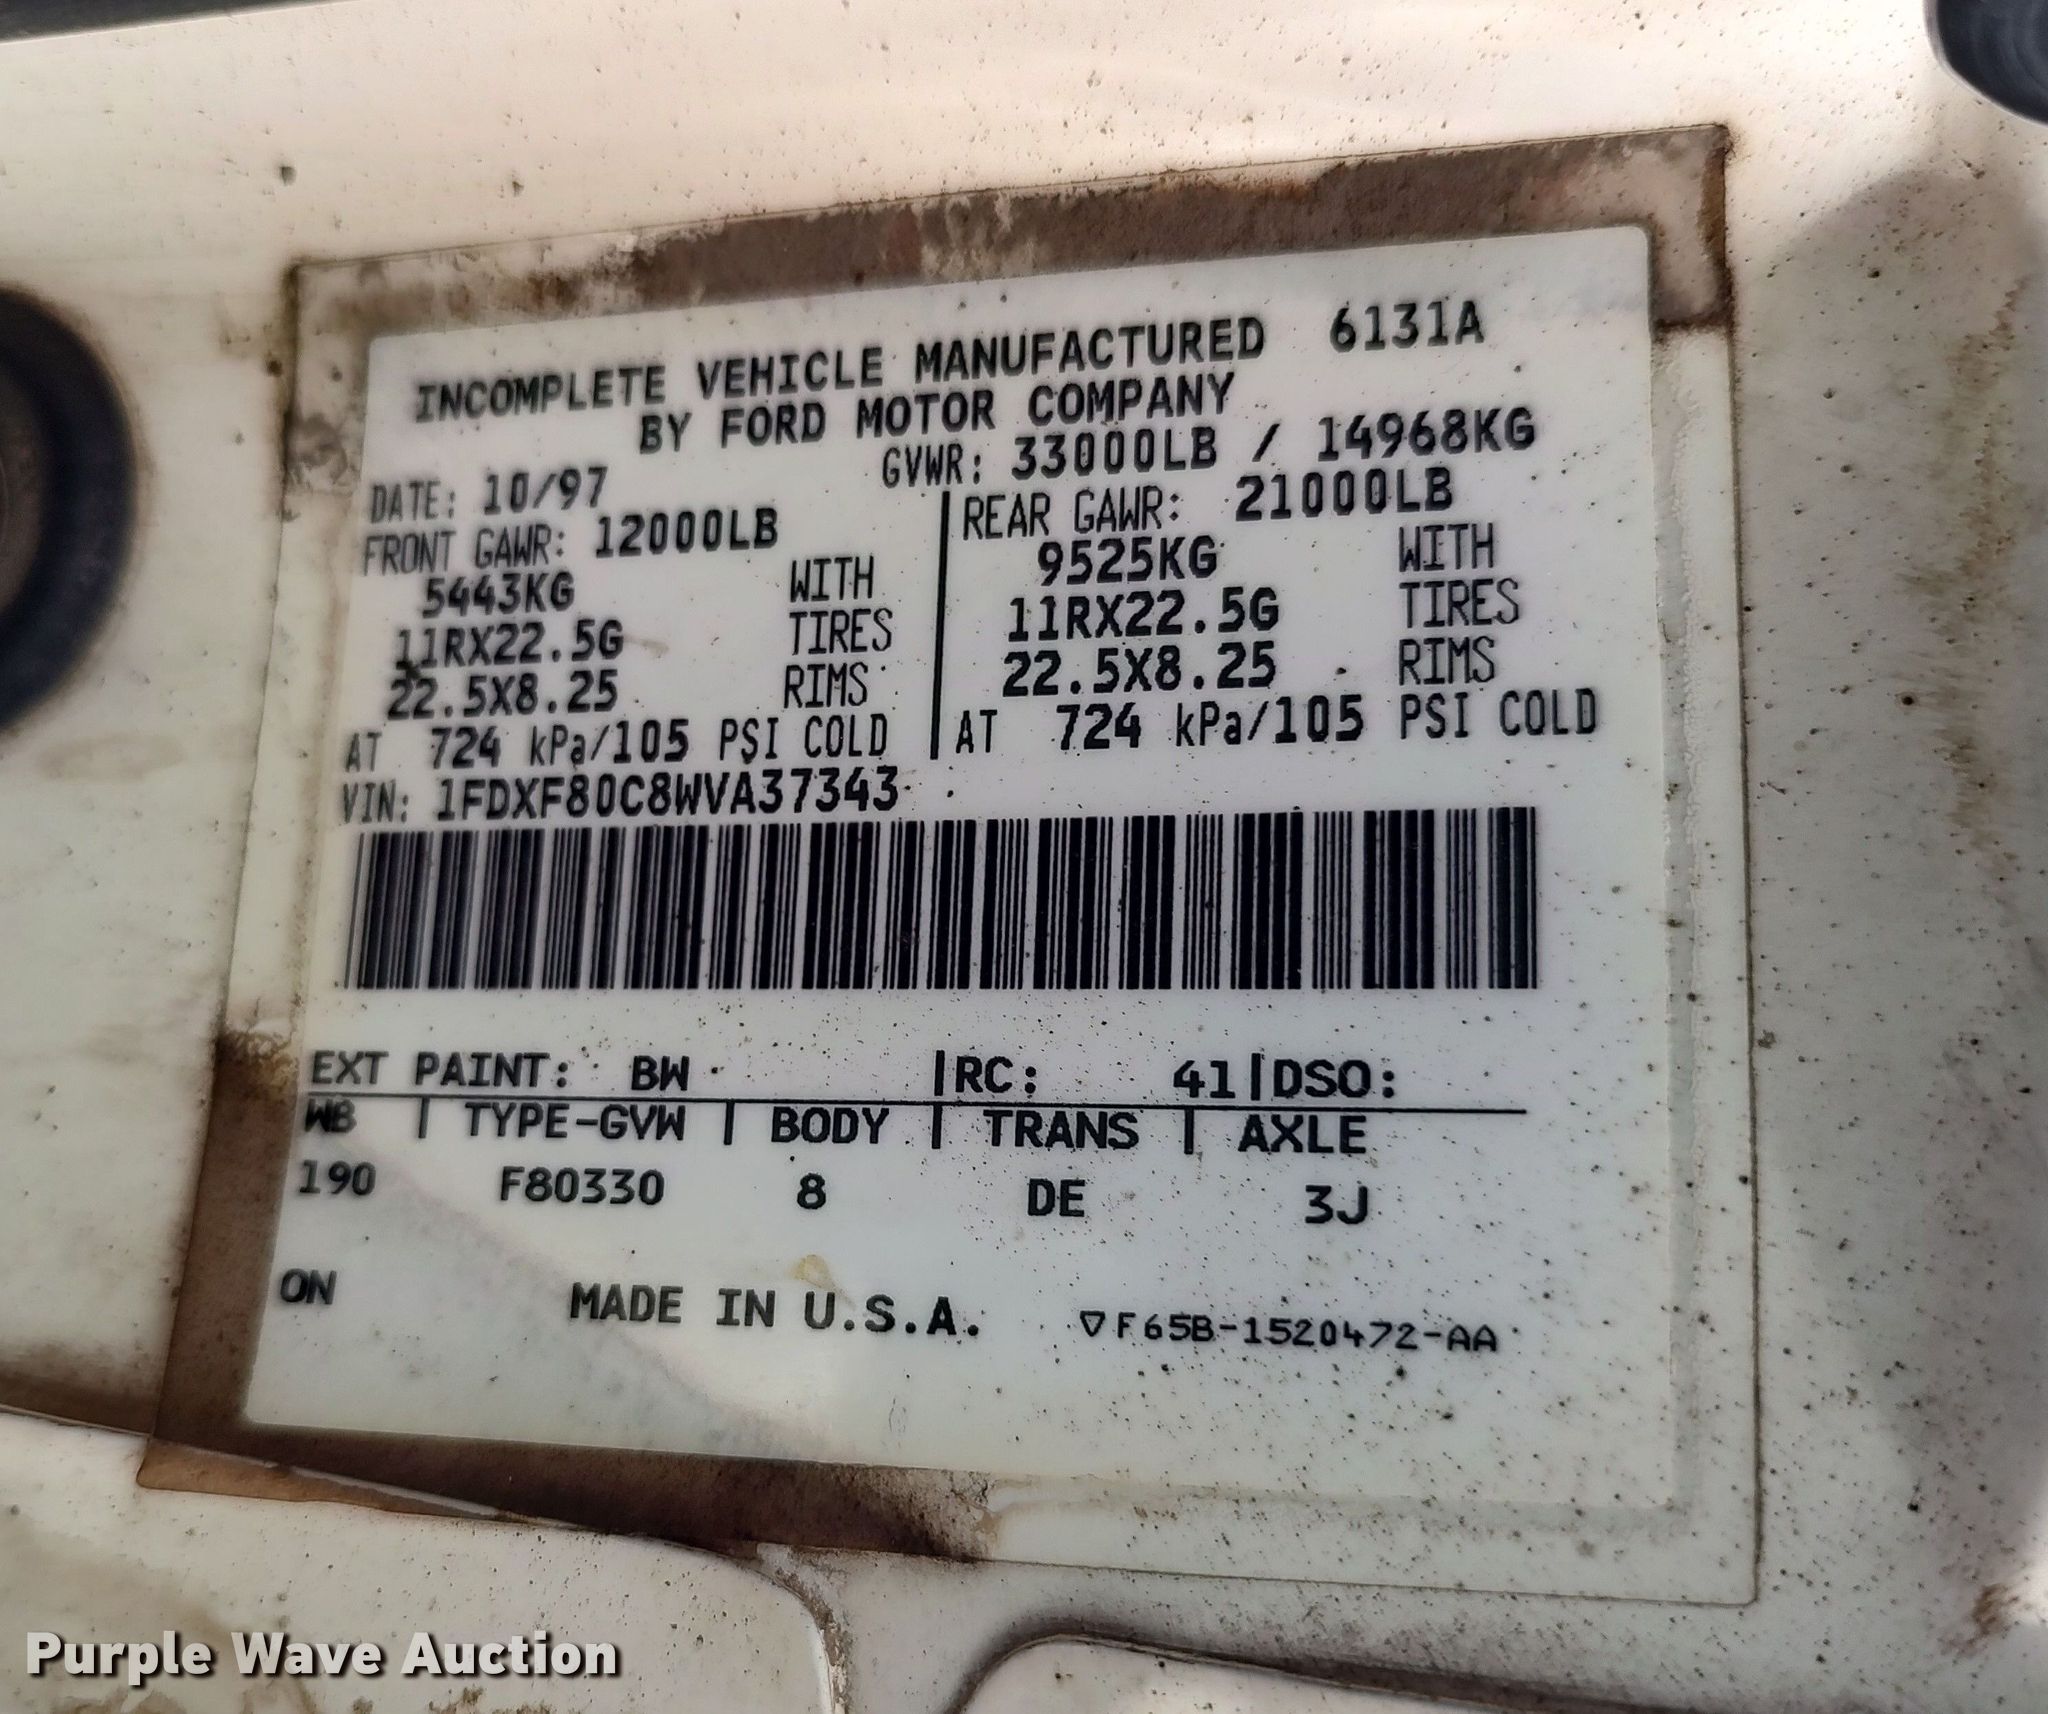 INCOMPLETE VEHICLE MANUFACTURED 6131A
BY FORD MOTOR COMPANY
DATE: 10/97 GVWR: 33000LB / 14968KG
FRONT GAWR: 12000LB
5443KG WITH
11RX22.5G TIRES
22.5X8.25 RIMS
AT 724 kPa/105 PSI COLD
REAR GAWR: 21000LB
9525KG WITH
11RX22.5G TIRES
22.5X8.25 RIMS
AT 724 kPa/105 PSI COLD
VIN: 1FDXF80C8WVA37343
EXT PAINT: BW |RC: 41|DSO:
WB | TYPE-GVW | BODY | TRANS | AXLE
190 F80330 8 DE 3J
ON MADE IN U.S.A. ▽F65B-1520472-AA
Purple Wave Auction